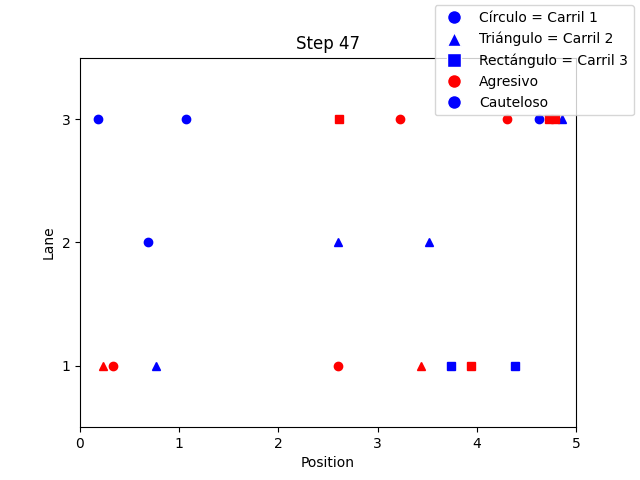 Step 47
Círculo = Carril 1
Triángulo = Carril 2
Rectángulo = Carril 3
Agresivo
Cauteloso
Lane
3
2
1
0 1 2 3 4 5
Position